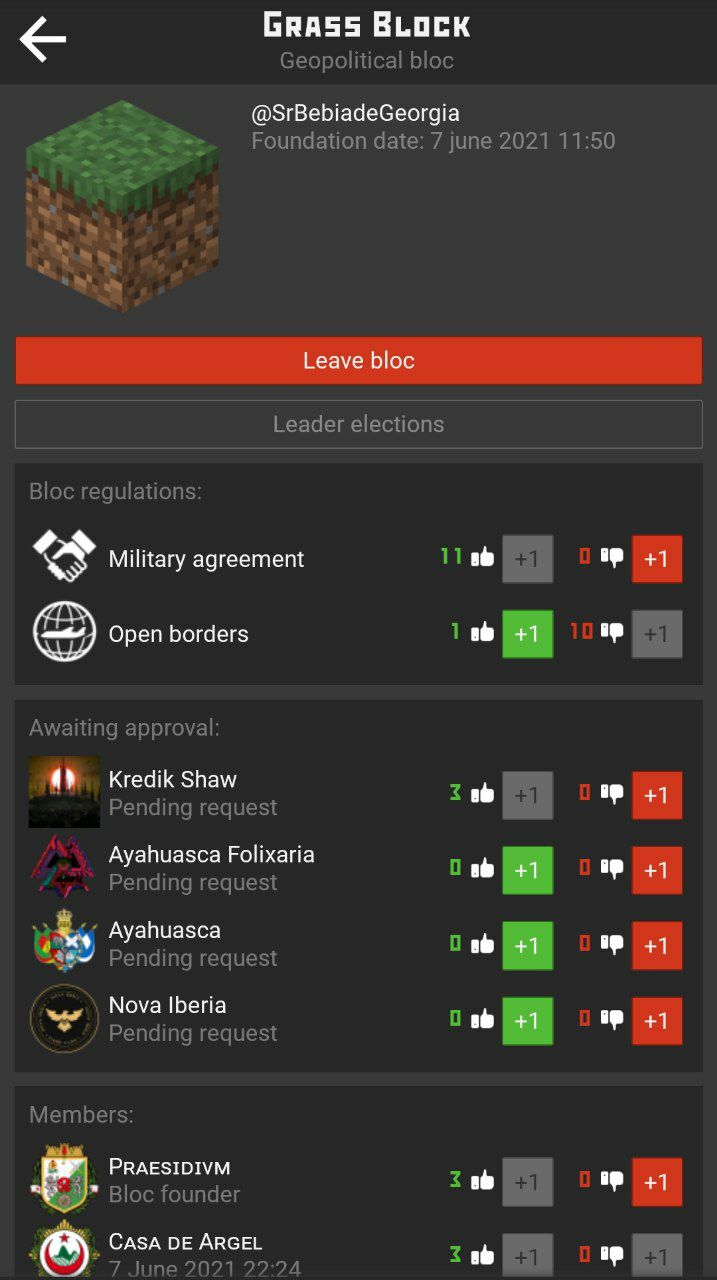 Grass Block
Geopolitical bloc
@SrBebiadeGeorgia
Foundation date: 7 june 2021 11:50
Leave bloc
Leader elections
Bloc regulations:
Military agreement 11 +1 0 +1
Open borders 1 +1 10 +1
Awaiting approval:
Kredik Shaw
Pending request
3 +1 0 +1
Ayahuasca Folixaria
Pending request
0 +1 0 +1
Ayahuasca
Pending request
0 +1 0 +1
Nova Iberia
Pending request
0 +1 0 +1
Members:
Praesidivm
Bloc founder
3 +1 0 +1
Casa de Argel
7 June 2021 22:24
3 +1 0 +1